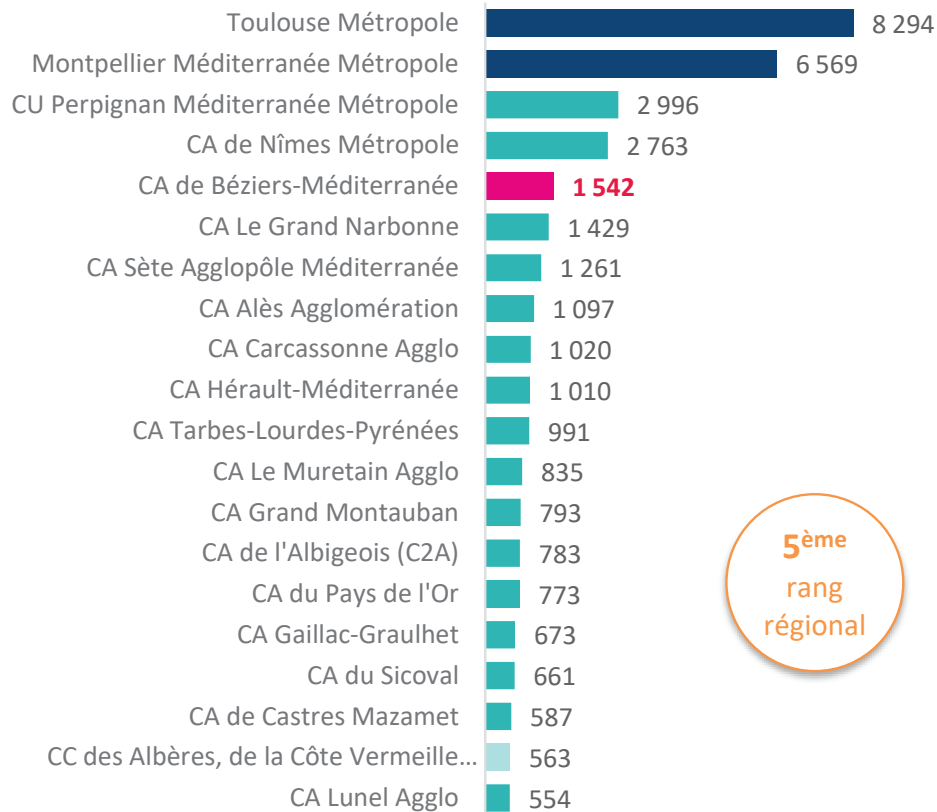 Toulouse Métropole 8 294
Montpellier Méditerranée Métropole 6 569
CU Perpignan Méditerranée Métropole 2 996
CA de Nîmes Métropole 2 763
CA de Béziers-Méditerranée 1 542
CA Le Grand Narbonne 1 429
CA Sète Agglopôle Méditerranée 1 261
CA Alès Agglomération 1 097
CA Carcassonne Agglo 1 020
CA Hérault-Méditerranée 1 010
CA Tarbes-Lourdes-Pyrénées 991
CA Le Muretain Agglo 835
CA Grand Montauban 793
CA de l'Albigeois (C2A) 783
CA du Pays de l'Or 773
CA Gaillac-Graulhet 673
CA du Sicoval 661
CA de Castres Mazamet 587
CC des Albères, de la Côte Vermeille... 563
CA Lunel Agglo 554
5ème
rang
régional